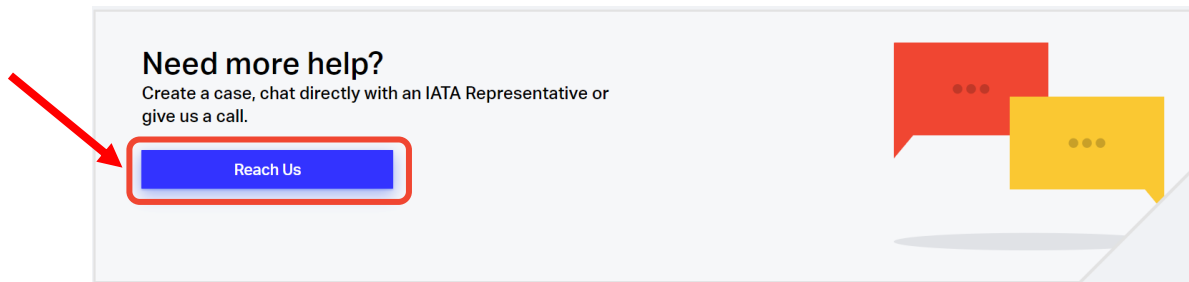 Need more help?
Create a case, chat directly with an IATA Representative or
give us a call.
Reach Us